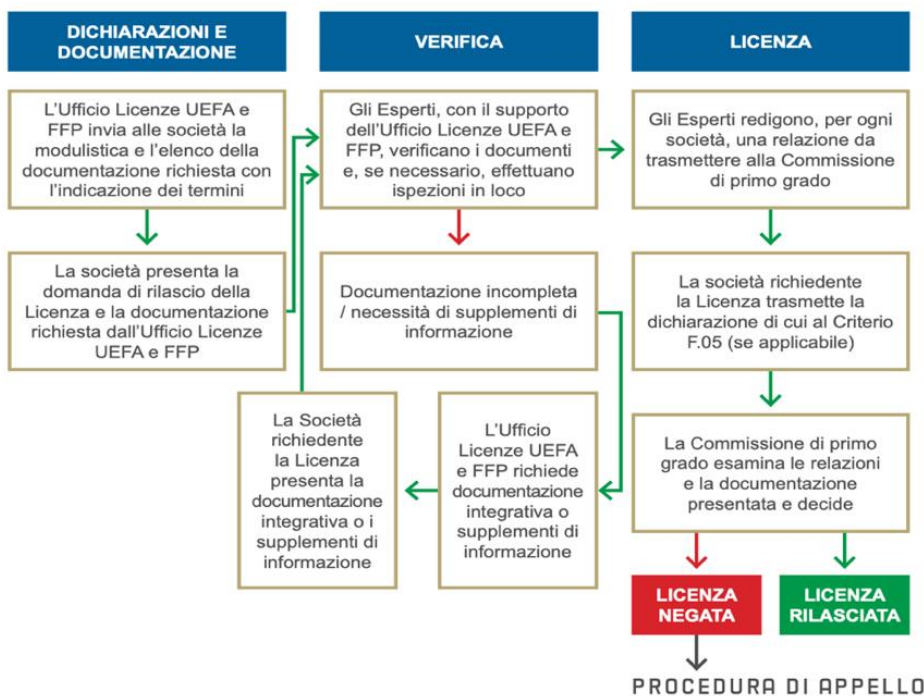 DICHIARAZIONI E
DOCUMENTAZIONE
L'Ufficio Licenze UEFA e
FFP invia alle società la
modulistica e l'elenco della
documentazione richiesta con
l'indicazione dei termini
La società presenta la
domanda di rilascio della
Licenza e la documentazione
richiesta dall'Ufficio Licenze
UEFA e FFP
VERIFICA
Gli Esperti, con il supporto
dell'Ufficio Licenze UEFA e
FFP, verificano i documenti
e, se necessario, effettuano
ispezioni in loco
Documentazione incompleta
/ necessità di supplementi di
informazione
L'Ufficio
Licenze UEFA
e FFP richiede
documentazione
integrativa o
supplementi di
informazione
La Società
richiedente
la Licenza
presenta la
documentazione
integrativa o i
supplementi di
informazione
LICENZA
Gli Esperti redigono, per ogni
società, una relazione da
trasmettere alla Commissione
di primo grado
La società richiedente
la Licenza trasmette la
dichiarazione di cui al Criterio
F.05 (se applicabile)
La Commissione di primo
grado esamina le relazioni
e la documentazione
presentata e decide
LICENZA
NEGATA
LICENZA
RILASCIATA
PROCEDURA DI APPELLO